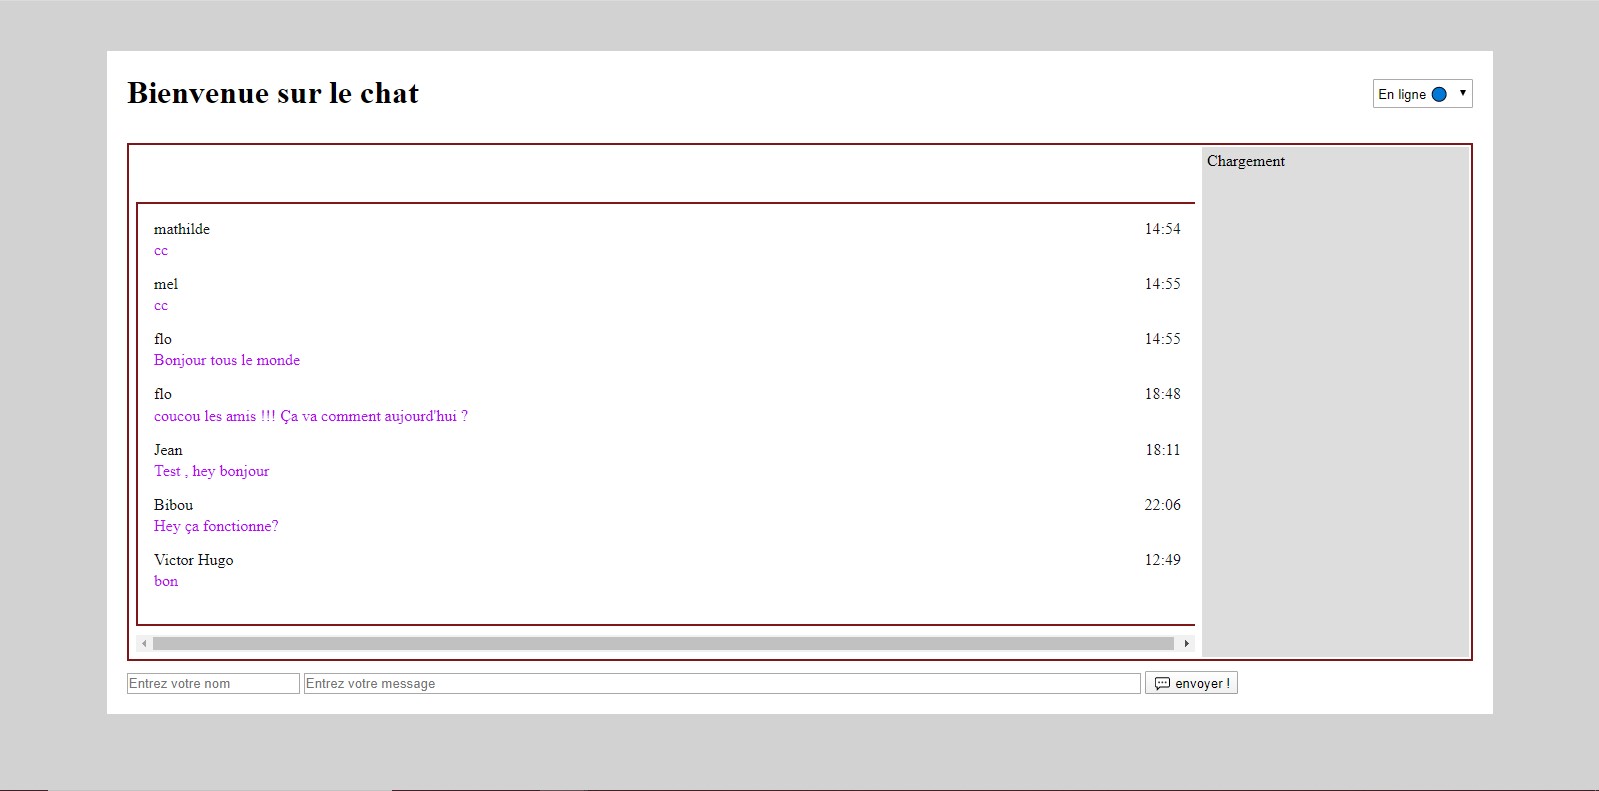 Bienvenue sur le chat
En ligne
Chargement
mathilde 14:54
cc
mel 14:55
cc
flo 14:55
Bonjour tous le monde
flo 18:48
coucou les amis !!! Ça va comment aujourd'hui ?
Jean 18:11
Test , hey bonjour
Bibou 22:06
Hey ça fonctionne?
Victor Hugo 12:49
bon
Entrez votre nom Entrez votre message envoyer !